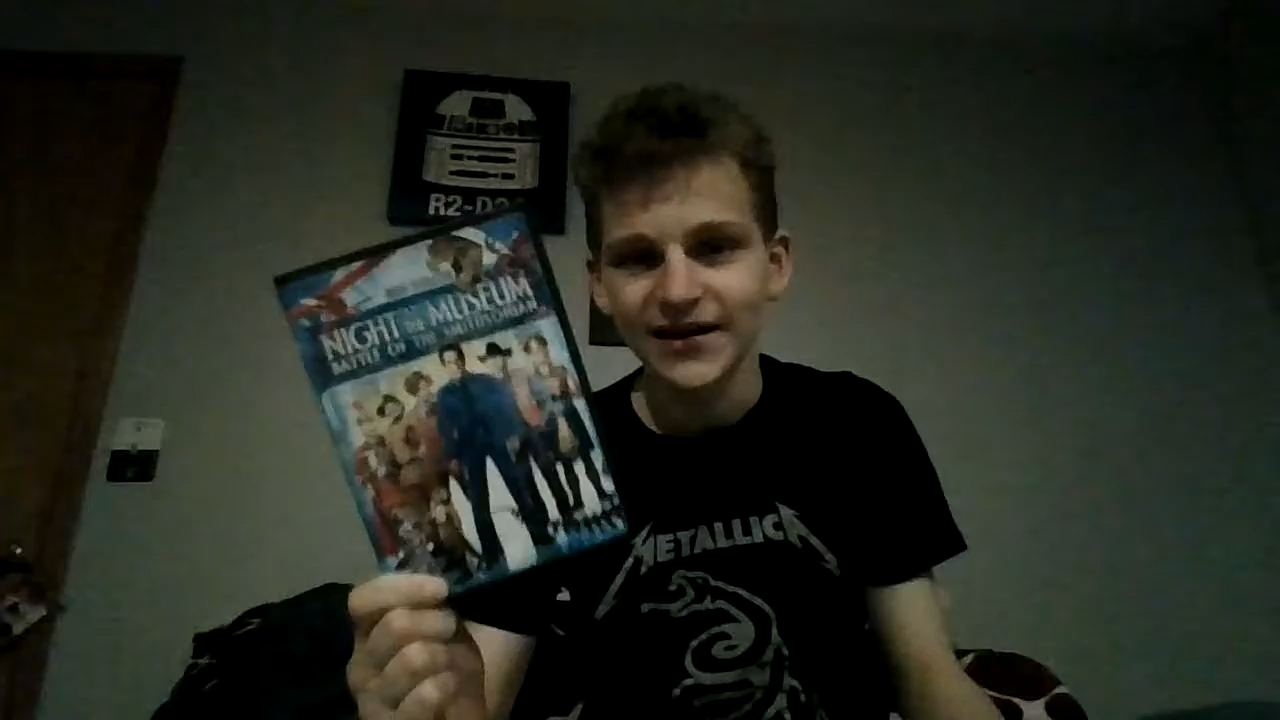 R2-D2
NIGHT AT THE MUSEUM
BATTLE OF THE SMITHSONIAN
METALLICA